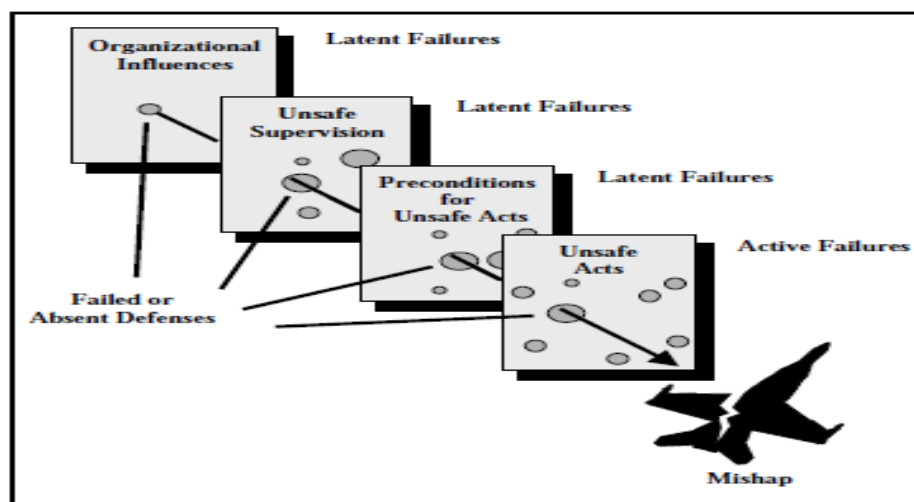 Organizational
Influences
Latent Failures
Unsafe
Supervision
Latent Failures
Preconditions
for
Unsafe Acts
Latent Failures
Unsafe
Acts
Active Failures
Failed or
Absent Defenses
Mishap